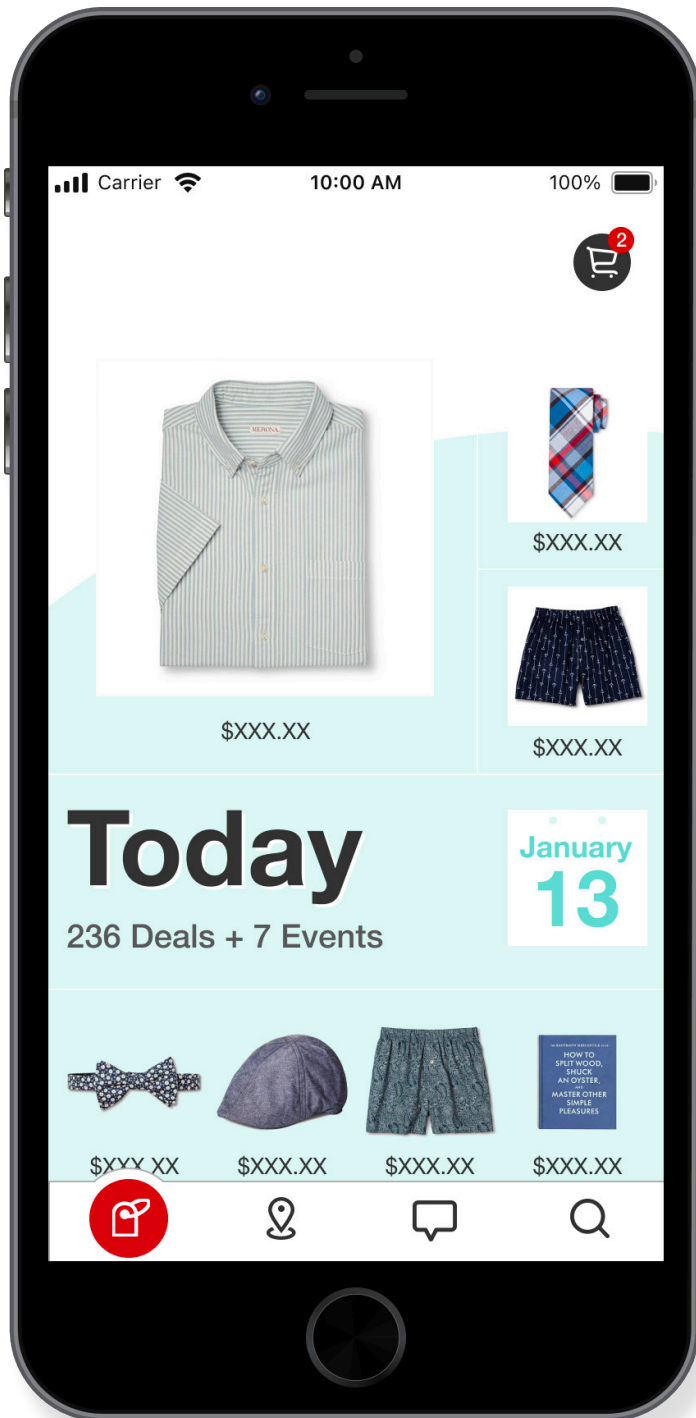 Carrier
10:00 AM
100%
2
MERONA
$XXX.XX
$XXX.XX
$XXX.XX
Today
236 Deals + 7 Events
January
13
HOW TO
SPLIT WOOD,
SHUCK
AN OYSTER,
AND
MASTER OTHER
SIMPLE
PLEASURES
$XXX.XX
$XXX.XX
$XXX.XX
$XXX.XX